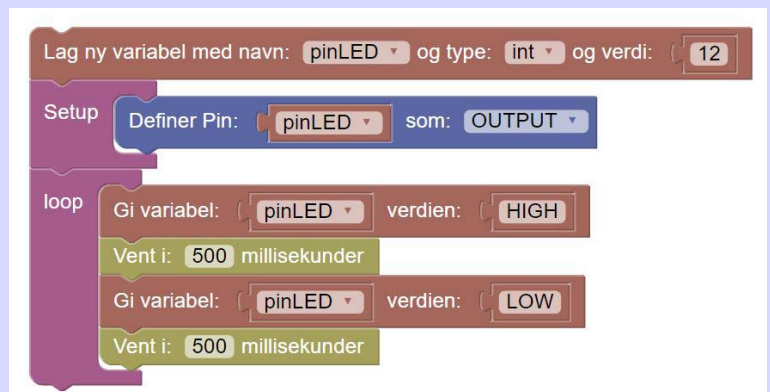 Lag ny variabel med navn: pinLED og type: int og verdi: 12
Setup
Definer Pin: pinLED som: OUTPUT
loop
Gi variabel: pinLED verdien: HIGH
Vent i: 500 millisekunder
Gi variabel: pinLED verdien: LOW
Vent i: 500 millisekunder